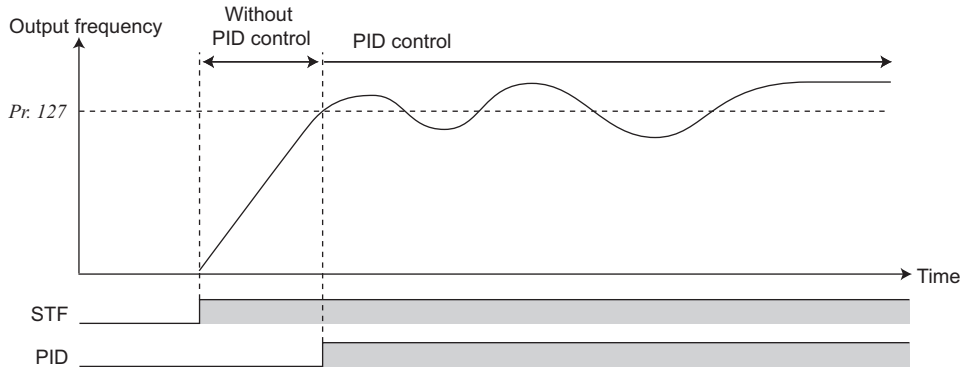 Without
Output frequency
PID control
PID control
Pr. 127
Time
STF
PID